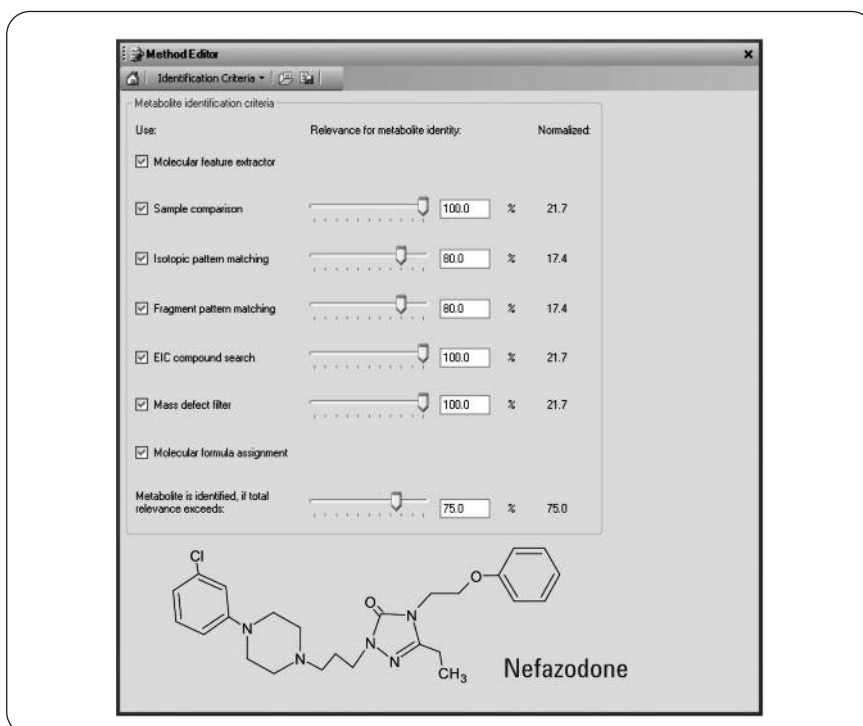 Method Editor
Identification Criteria
Metabolite identification criteria
Use: Relevance for metabolite identity: Normalized:
Molecular feature extractor
Sample comparison 100.0 % 21.7
Isotopic pattern matching 80.0 % 17.4
Fragment pattern matching 80.0 % 17.4
EIC compound search 100.0 % 21.7
Mass defect filter 100.0 % 21.7
Molecular formula assignment
Metabolite is identified, if total
relevance exceeds: 75.0 % 75.0
Cl
O
O
N
N
N
N
N
CH3
Nefazodone